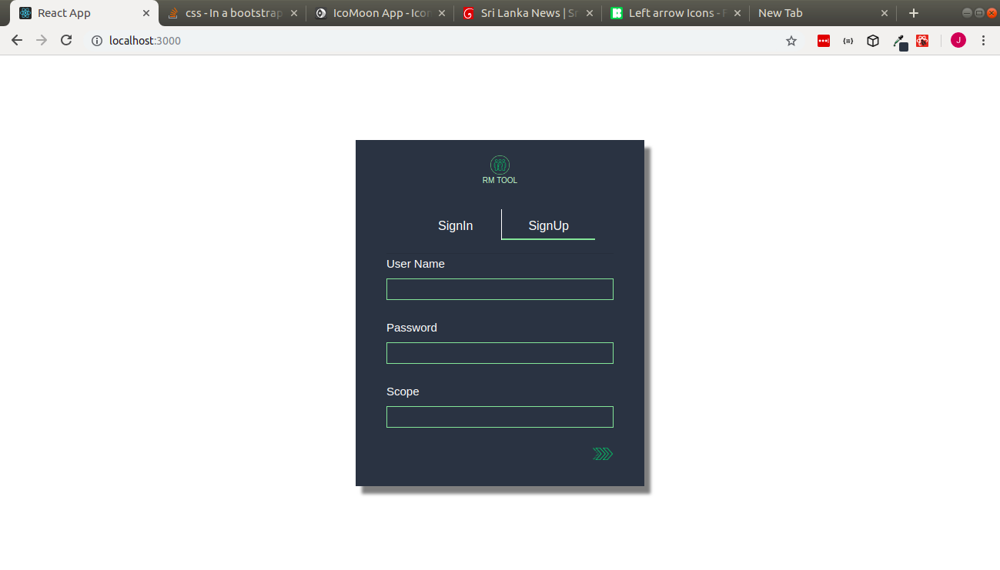 React App
css - In a bootstrap
IcoMoon App - Icon
Sri Lanka News | Sr
Left arrow Icons - F
New Tab
localhost:3000
J
RM TOOL
SignIn
SignUp
User Name
Password
Scope